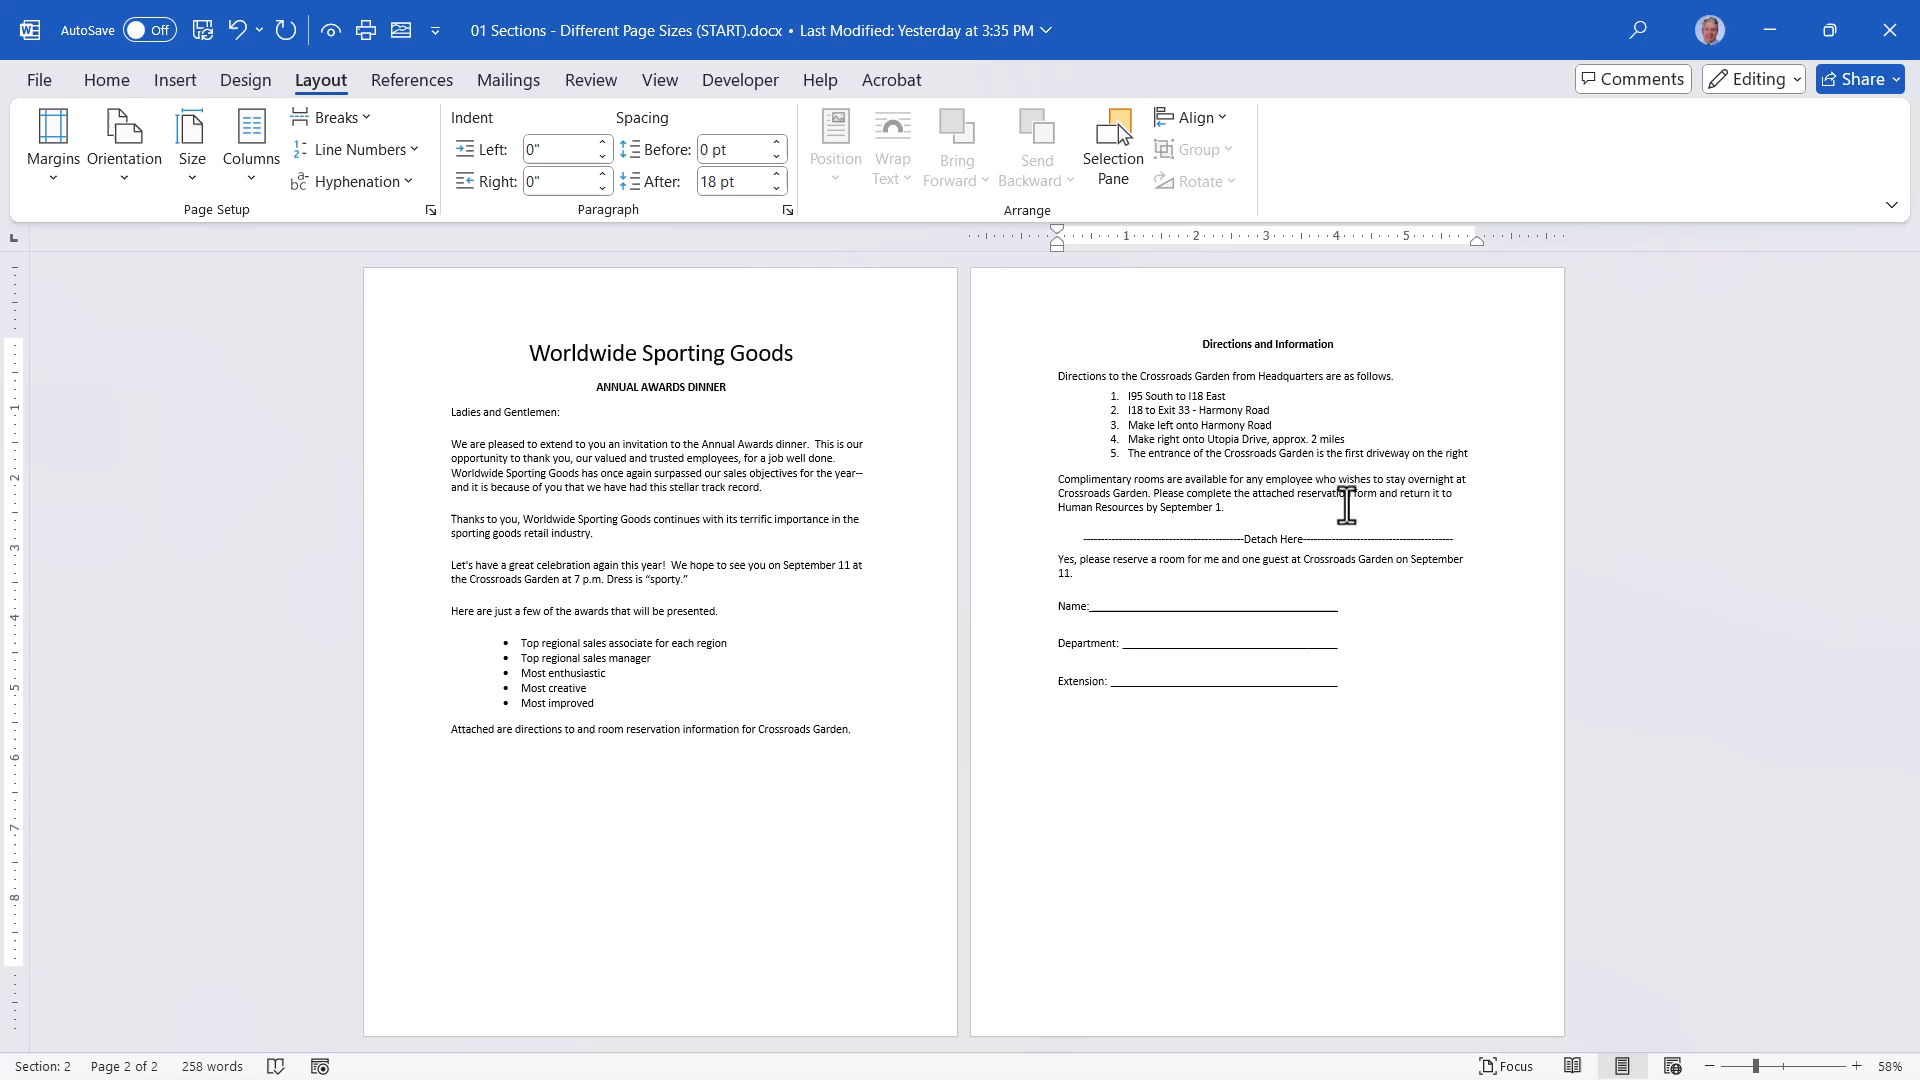 AutoSave Off 01 Sections - Different Page Sizes (START).docx • Last Modified: Yesterday at 3:35 PM
File Home Insert Design Layout References Mailings Review View Developer Help Acrobat Comments Editing Share
Margins Orientation Size Columns Breaks Line Numbers Hyphenation
Page Setup
Indent Spacing
Left: 0" Before: 0 pt
Right: 0" After: 18 pt
Paragraph
Position Wrap Text Bring Forward Send Backward Selection Pane Align Group Rotate
Arrange
1 2 3 4 5
1
2
3
4
5
6
7
8
Worldwide Sporting Goods
ANNUAL AWARDS DINNER
Ladies and Gentlemen:
We are pleased to extend to you an invitation to the Annual Awards dinner. This is our
opportunity to thank you, our valued and trusted employees, for a job well done.
Worldwide Sporting Goods has once again surpassed our sales objectives for the year--
and it is because of you that we have had this stellar track record.
Thanks to you, Worldwide Sporting Goods continues with its terrific importance in the
sporting goods retail industry.
Let's have a great celebration again this year! We hope to see you on September 11 at
the Crossroads Garden at 7 p.m. Dress is “sporty.”
Here are just a few of the awards that will be presented.
• Top regional sales associate for each region
• Top regional sales manager
• Most enthusiastic
• Most creative
• Most improved
Attached are directions to and room reservation information for Crossroads Garden.
Directions and Information
Directions to the Crossroads Garden from Headquarters are as follows.
1. I95 South to I18 East
2. I18 to Exit 33 - Harmony Road
3. Make left onto Harmony Road
4. Make right onto Utopia Drive, approx. 2 miles
5. The entrance of the Crossroads Garden is the first driveway on the right
Complimentary rooms are available for any employee who wishes to stay overnight at
Crossroads Garden. Please complete the attached reservation form and return it to
Human Resources by September 1.
----------------------------------------------Detach Here-------------------------------------------
Yes, please reserve a room for me and one guest at Crossroads Garden on September
11.
Name:________________________________________
Department: ___________________________________
Extension: _____________________________________
Section: 2 Page 2 of 2 258 words Focus 58%